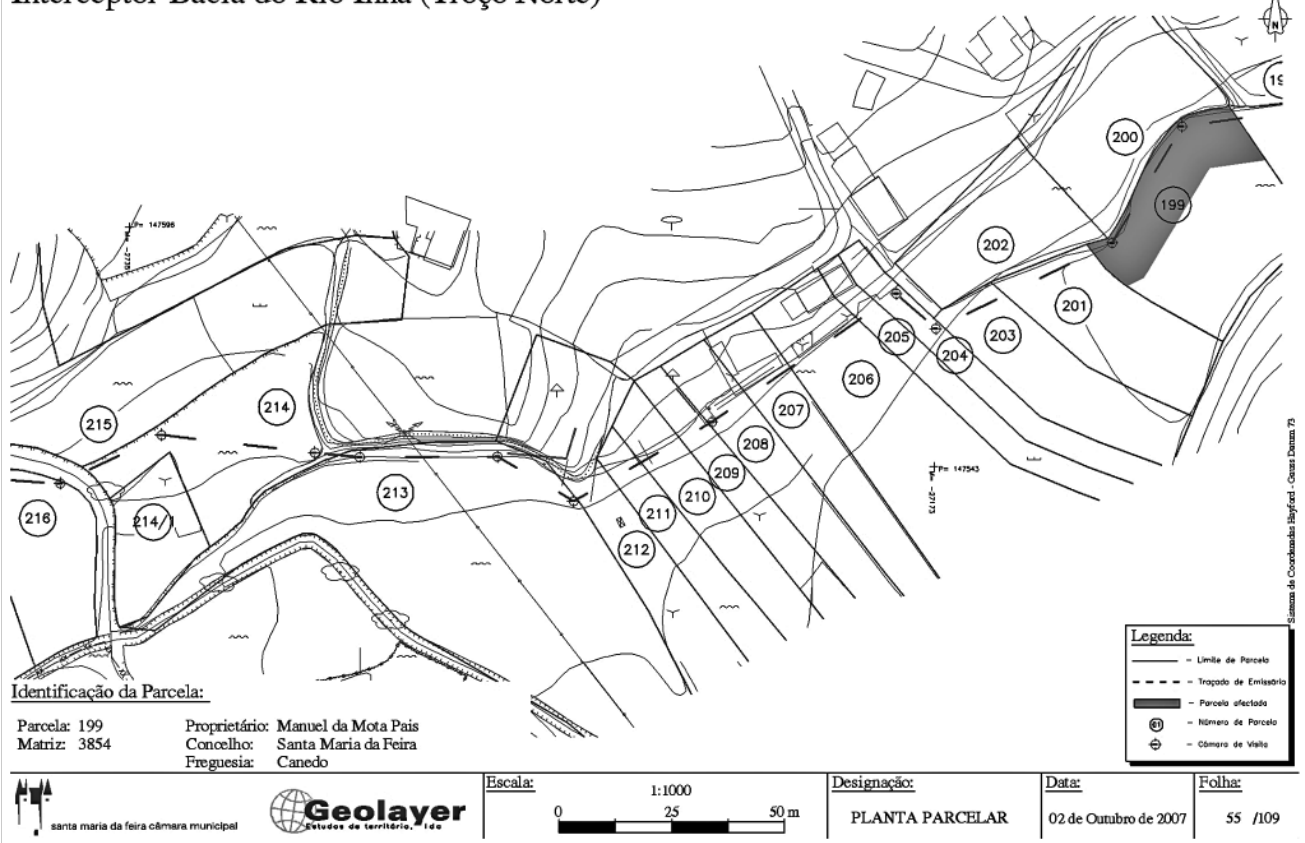 Interceptor Bacia do Rio Inha (Troço Norte)
N
19
200
199
202
201
203
204
205
206
207
208
209
210
211
212
213
214
215
214/1
216
P= 147596
P= 147543
-27173
Sistema de Coordenadas Hayford - Gauss Datum 73
Legenda:
- Limite de Parcela
- Traçado de Emissário
- Parcela afectada
61 - Número de Parcela
- Câmara de Visita
Identificação da Parcela:
Parcela: 199 Proprietário: Manuel da Mota Pais
Matriz: 3854 Concelho: Santa Maria da Feira
Freguesia: Canedo
santa maria da feira câmara municipal
Geolayer
Estudos de território, lda
Escala:
1:1000
0 25 50 m
Designação:
PLANTA PARCELAR
Data:
02 de Outubro de 2007
Folha:
55 /109